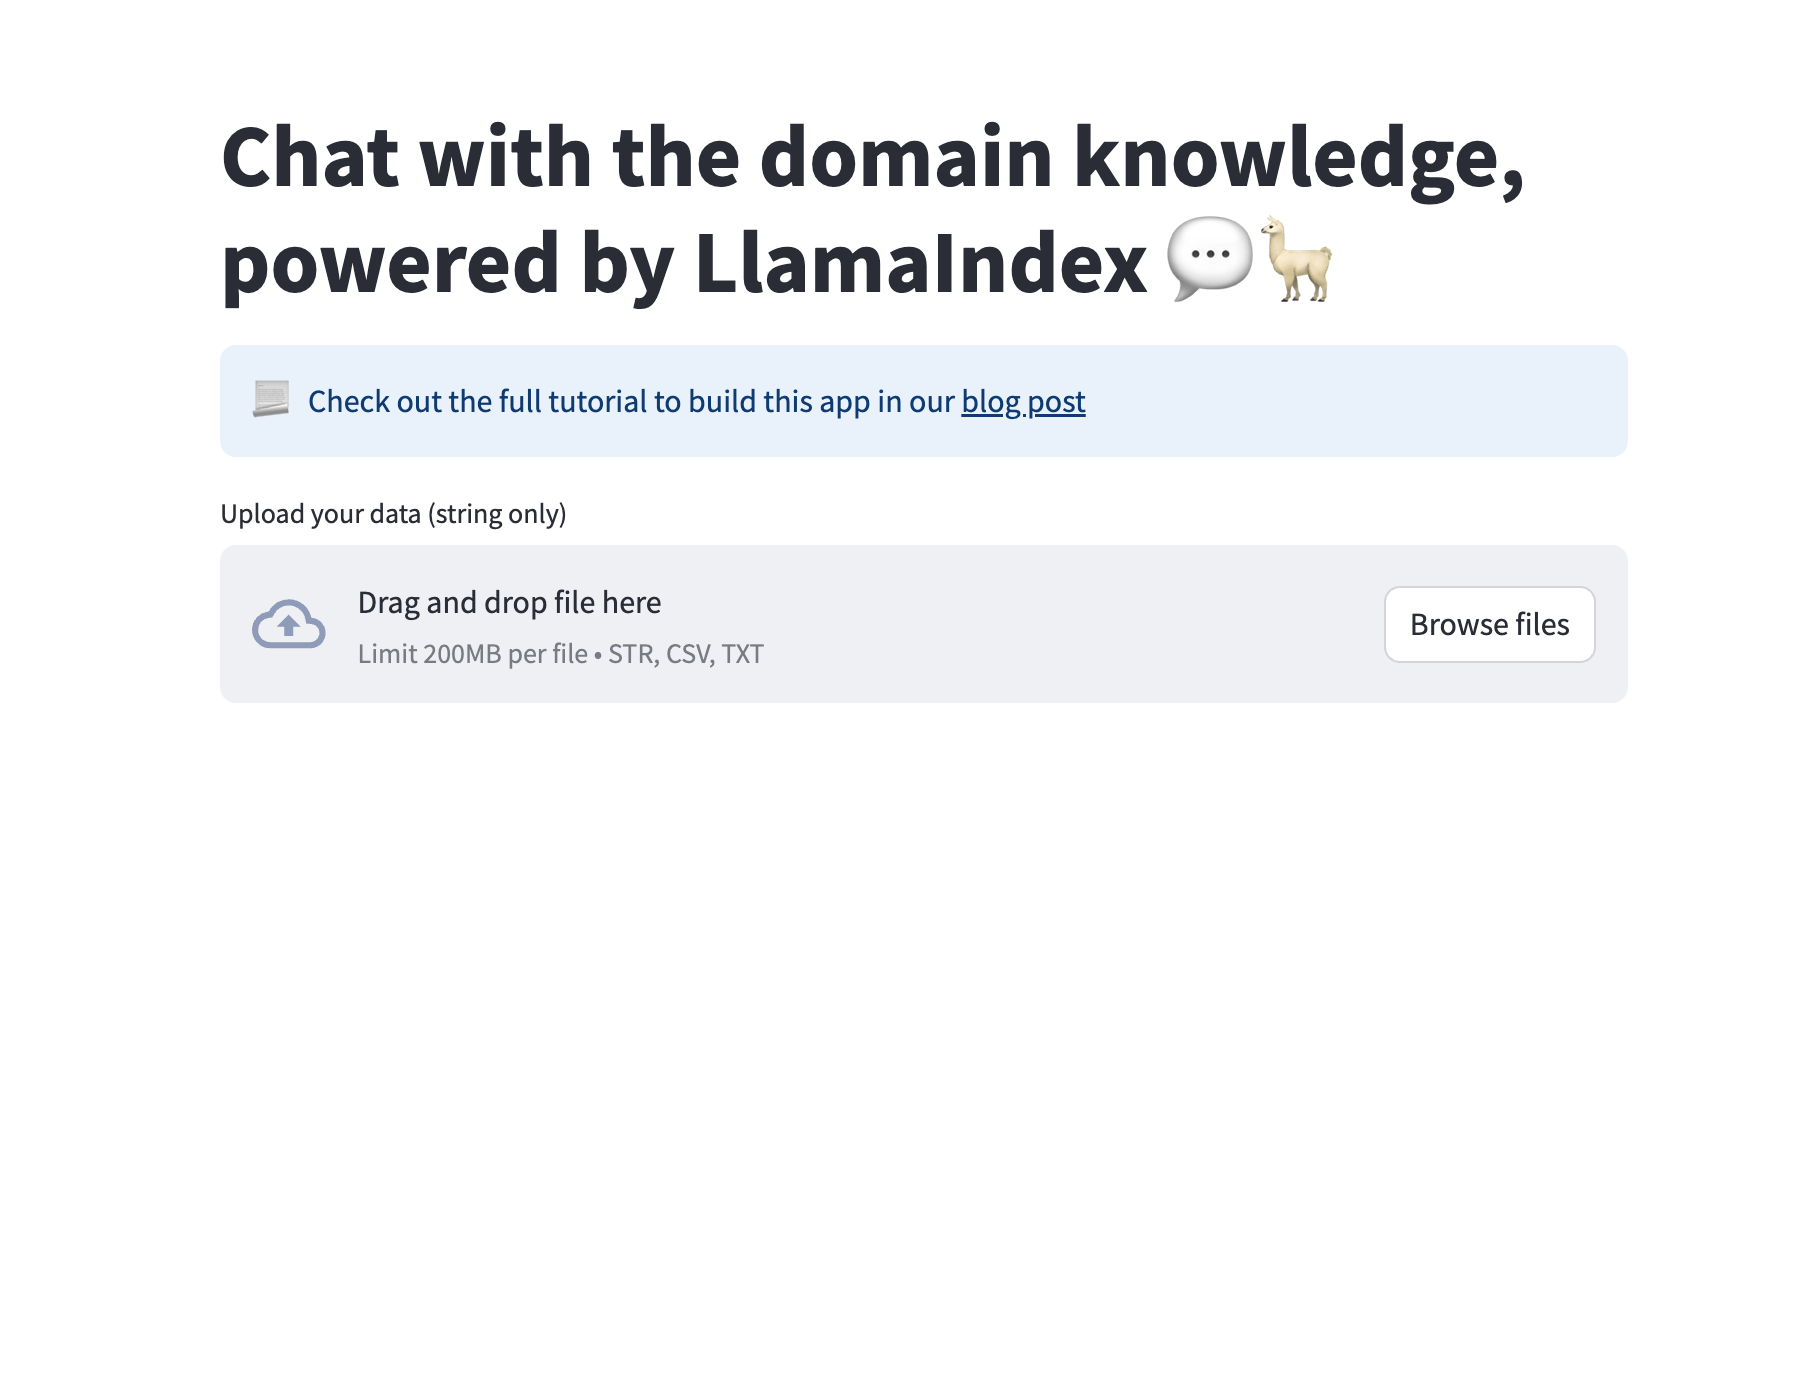 Chat with the domain knowledge,
powered by LlamaIndex 💬🦙
Check out the full tutorial to build this app in our blog post
Upload your data (string only)
Drag and drop file here
Limit 200MB per file • STR, CSV, TXT
Browse files